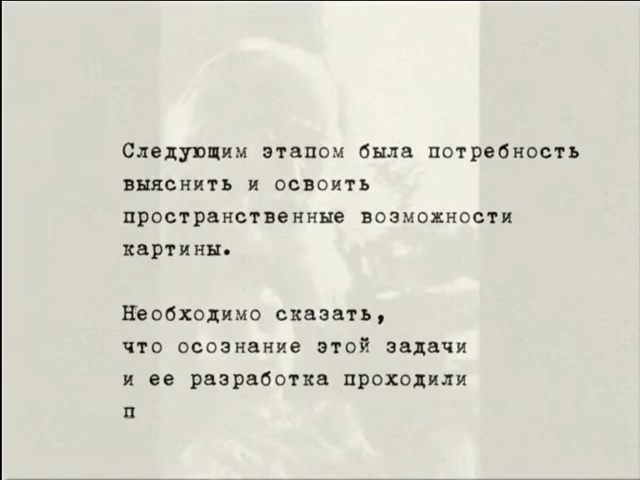 Следующим этапом была потребность
выяснить и освоить
пространственные возможности
картины.
Необходимо сказать,
что осознание этой задачи
и ее разработка проходили
п